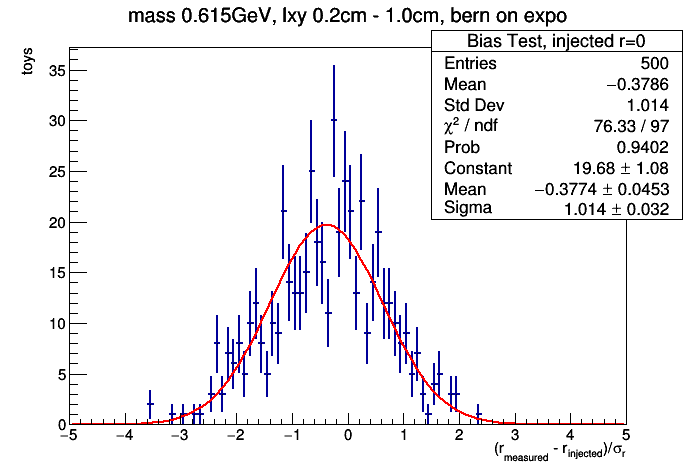 mass 0.615GeV, lxy 0.2cm - 1.0cm, bern on expo
Bias Test, injected r=0
Entries 500
Mean −0.3786
Std Dev 1.014
χ² / ndf 76.33 / 97
Prob 0.9402
Constant 19.68 ± 1.08
Mean −0.3774 ± 0.0453
Sigma 1.014 ± 0.032
toys
35
30
25
20
15
10
5
0
−5 −4 −3 −2 −1 0 1 2 3 4 5
(r_measured - r_injected)/σ_r